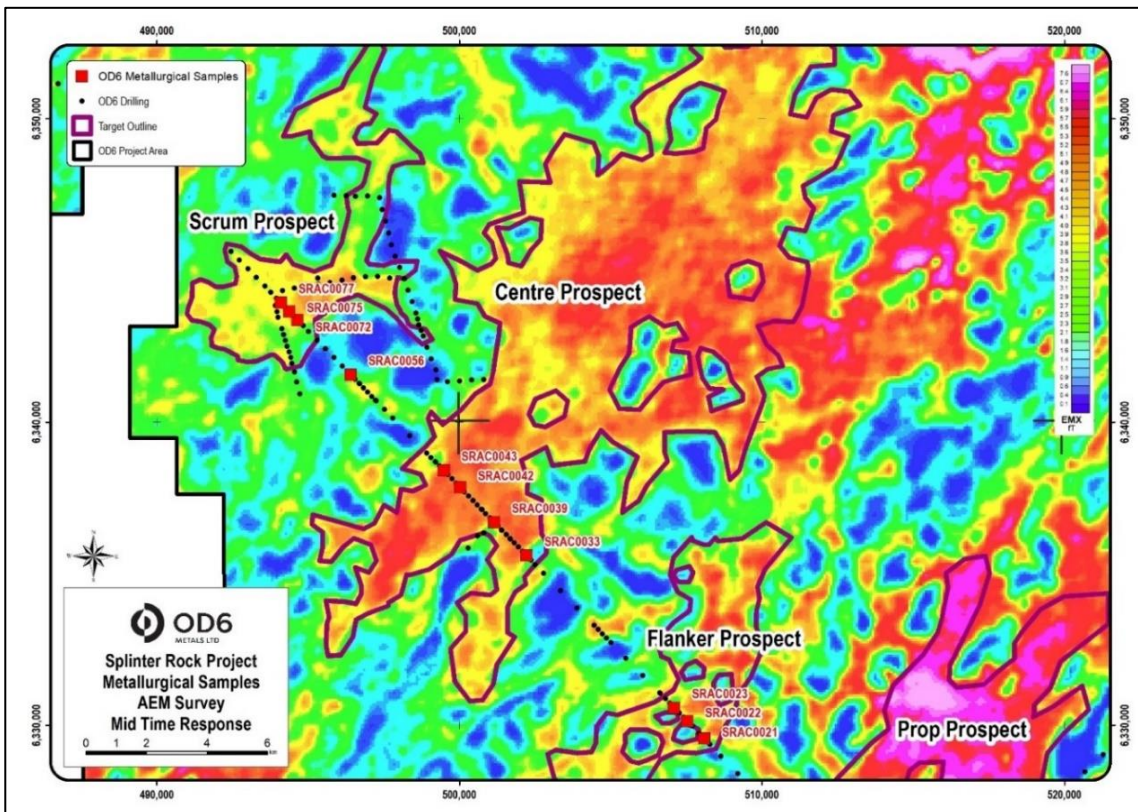 490,000
500,000
510,000
520,000
OD6 Metallurgical Samples
OD6 Drilling
Target Outline
OD6 Project Area
6,350,000
6,350,000
Scrum Prospect
SRAC0077
SRAC0075
SRAC0072
Centre Prospect
SRAC0056
EMX
fT
6,340,000
6,340,000
SRAC0043
SRAC0042
SRAC0039
SRAC0033
OD6
METALS LTD
Splinter Rock Project
Metallurgical Samples
AEM Survey
Mid Time Response
0 2 4 6
km
Flanker Prospect
SRAC0023
SRAC0022
SRAC0021
Prop Prospect
6,330,000
6,330,000
490,000
500,000
510,000
520,000